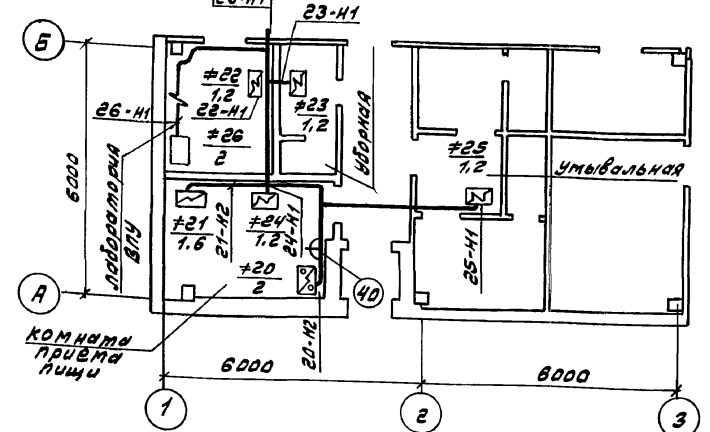 23-Н1
Б
≠22
1,2
22-Н1
≠23
1,2
26-Н1
≠26
2
Уборная
≠25
1,2
Умывальная
6000
Лаборатория
ВПУ
≠21
1.6
21-Н2
≠24
1.2
24-Н1
25-Н1
≠20
2
40
А
20-Н2
комната
приёма
пищи
6000
6000
1
2
3